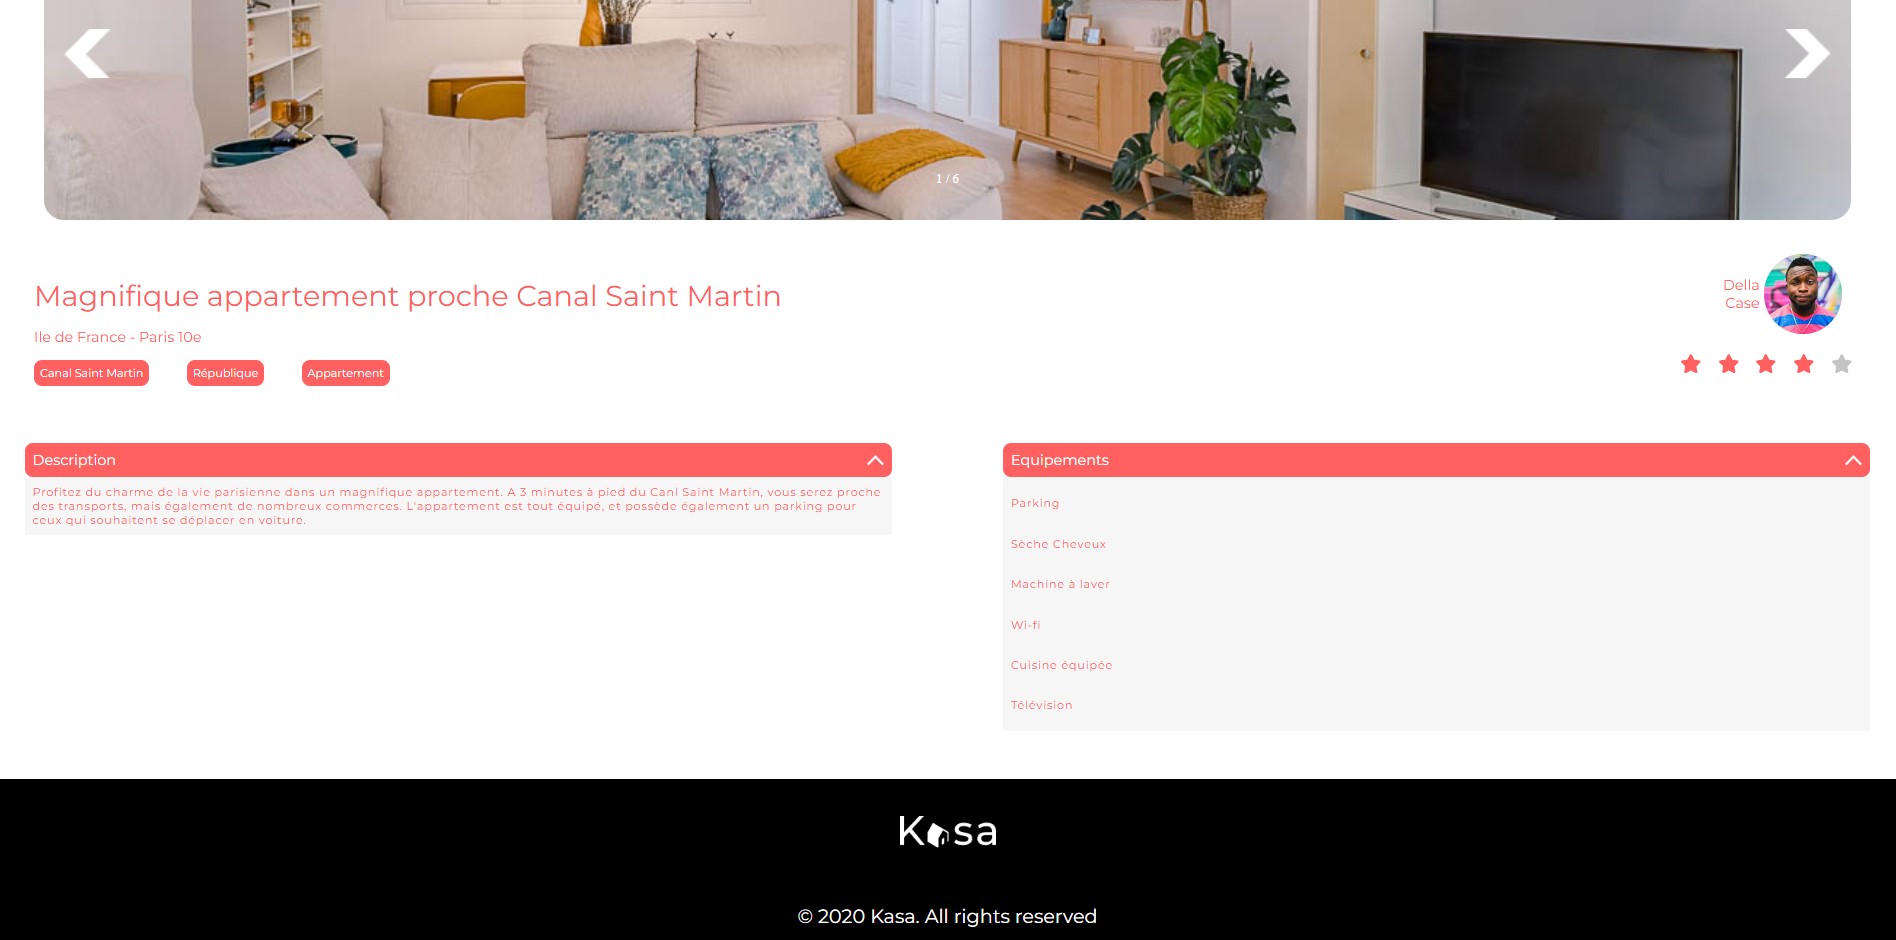 1 / 6
Magnifique appartement proche Canal Saint Martin
Della
Case
Ile de France - Paris 10e
Canal Saint Martin
République
Appartement
Description
Profitez du charme de la vie parisienne dans un magnifique appartement. A 3 minutes à pied du Canl Saint Martin, vous serez proche
des transports, mais également de nombreux commerces. L'appartement est tout équipé, et possède également un parking pour
ceux qui souhaitent se déplacer en voiture.
Equipements
Parking
Sèche Cheveux
Machine à laver
Wi-fi
Cuisine équipée
Télévision
Kasa
© 2020 Kasa. All rights reserved